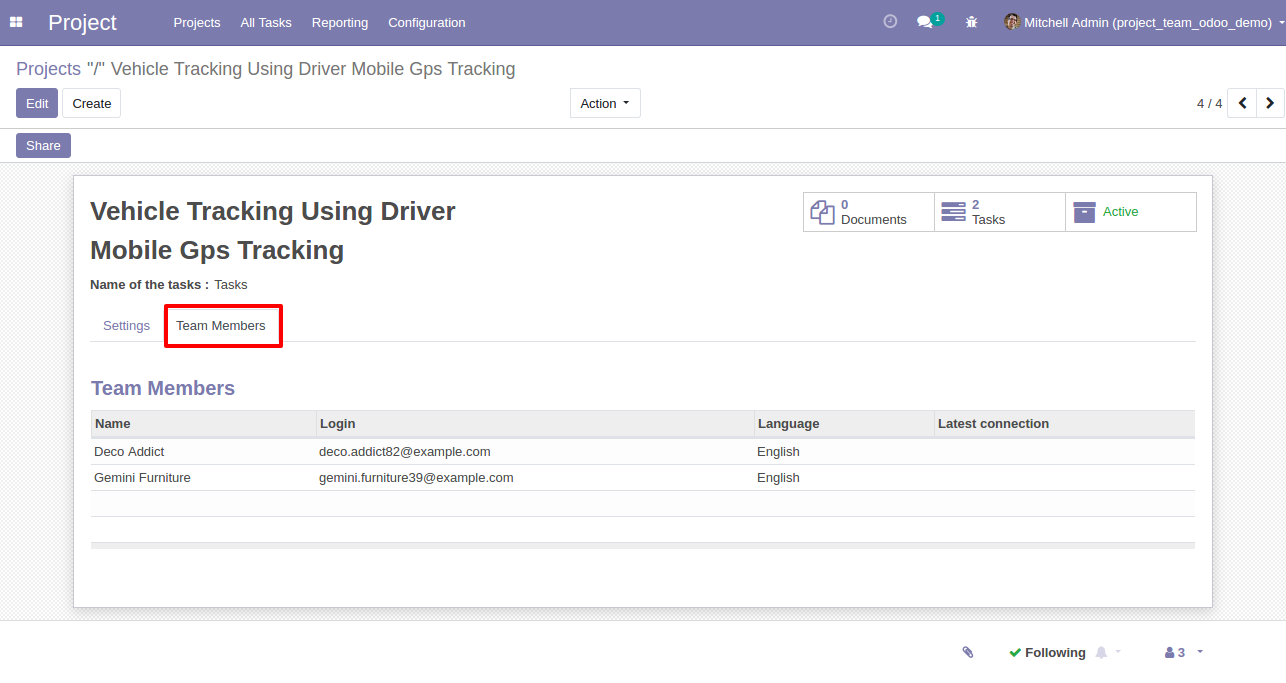 Project Projects All Tasks Reporting Configuration 1 Mitchell Admin (project_team_odoo_demo)
Projects "/" Vehicle Tracking Using Driver Mobile Gps Tracking
Edit Create Action 4 / 4
Share
Vehicle Tracking Using Driver
Mobile Gps Tracking
0
Documents
2
Tasks
Active
Name of the tasks : Tasks
Settings Team Members
Team Members
Name Login Language Latest connection
Deco Addict deco.addict82@example.com English
Gemini Furniture gemini.furniture39@example.com English
Following 3